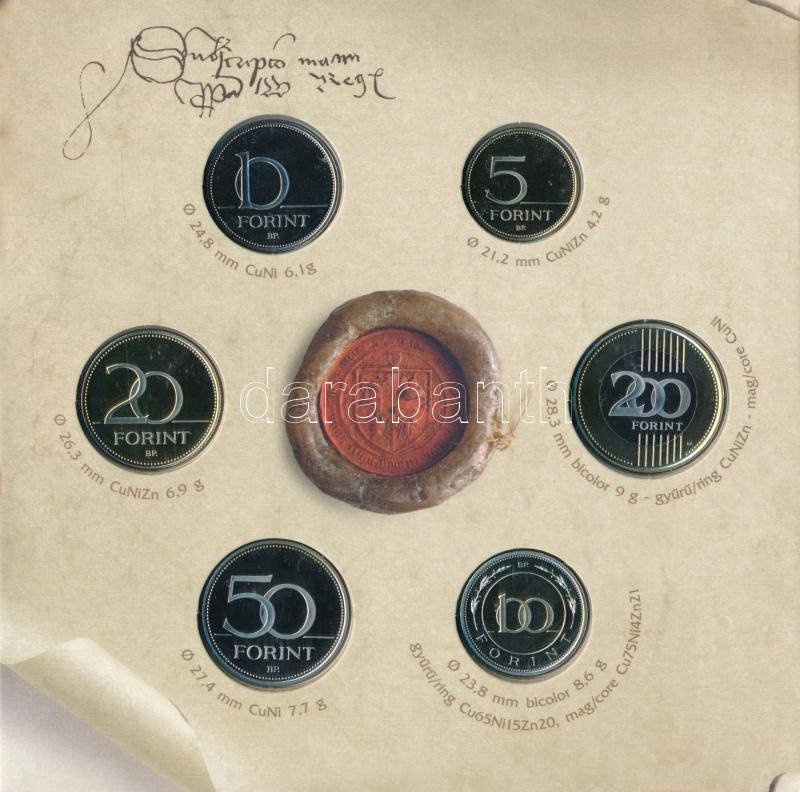 10
FORINT
BP.
Ø 24,8 mm CuNi 6,1g
5
FORINT
BP.
Ø 21,2 mm CuNiZn 4,2 g
20
FORINT
BP.
Ø 26,3 mm CuNiZn 6,9 g
darabanth
200
FORINT
BP.
Ø 28,3 mm bicolor 9 g - gyűrű/ring CuNiZn - mag/core CuNi
50
FORINT
BP.
Ø 27,4 mm CuNi 7,7 g
BP.
100
FORINT
Ø 23,8 mm bicolor 8,6 g
gyűrű/ring Cu65Ni15Zn20, mag/core Cu75Ni4Zn21